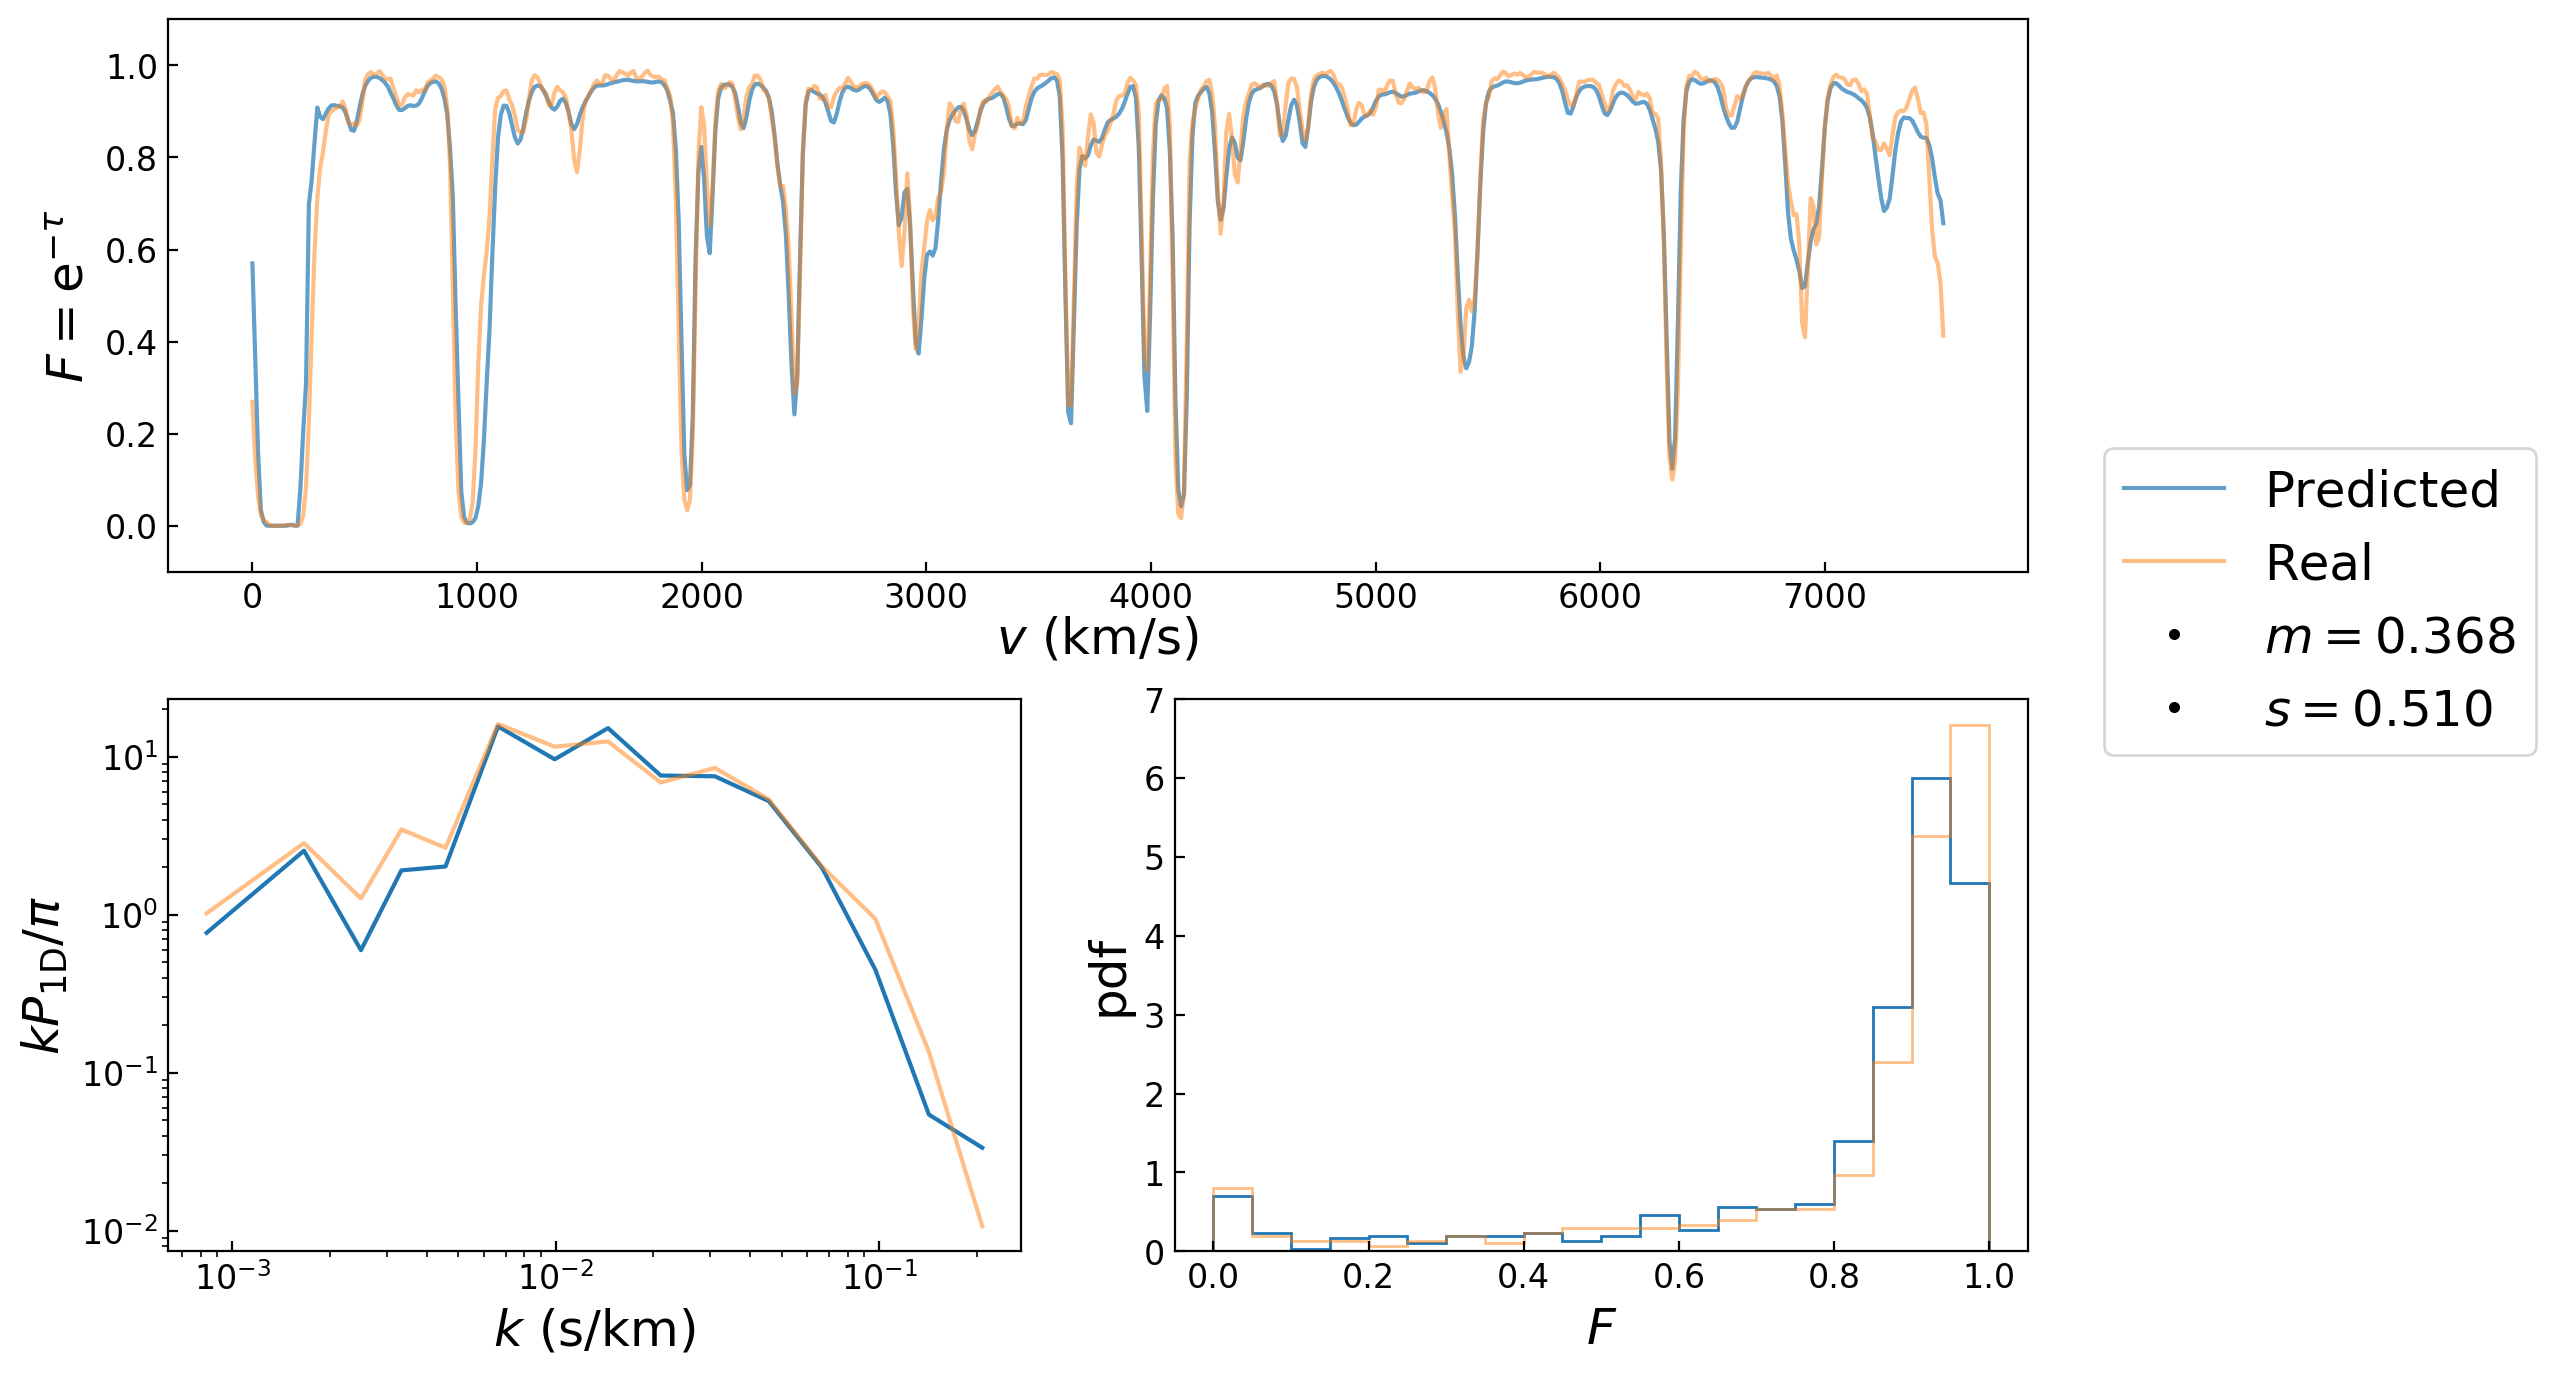 1.0
0.8
0.6
0.4
0.2
0.0
F = e^{-τ}
0 1000 2000 3000 4000 5000 6000 7000
v (km/s)
Predicted
Real
m = 0.368
s = 0.510
10^1
10^0
10^{-1}
10^{-2}
kP_{1D}/π
10^{-3} 10^{-2} 10^{-1}
k (s/km)
7
6
5
4
3
2
1
0
pdf
0.0 0.2 0.4 0.6 0.8 1.0
F